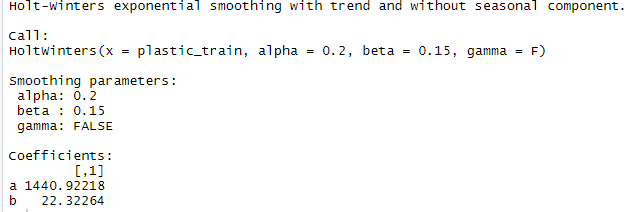 Holt-Winters exponential smoothing with trend and without seasonal component.
Call:
HoltWinters(x = plastic_train, alpha = 0.2, beta = 0.15, gamma = F)
Smoothing parameters:
alpha: 0.2
beta : 0.15
gamma: FALSE
Coefficients:
[,1]
a 1440.92218
b 22.32264